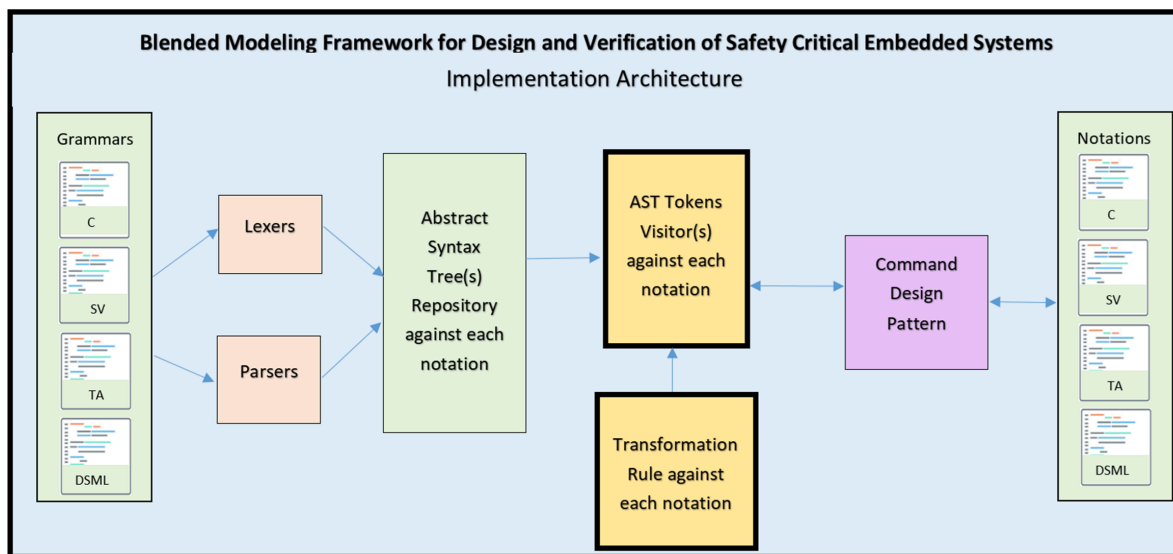 Blended Modeling Framework for Design and Verification of Safety Critical Embedded Systems
Implementation Architecture
Grammars
C
SV
TA
DSML
Lexers
Parsers
Abstract
Syntax
Tree(s)
Repository
against each
notation
AST Tokens
Visitor(s)
against each
notation
Transformation
Rule against
each notation
Command
Design
Pattern
Notations
C
SV
TA
DSML